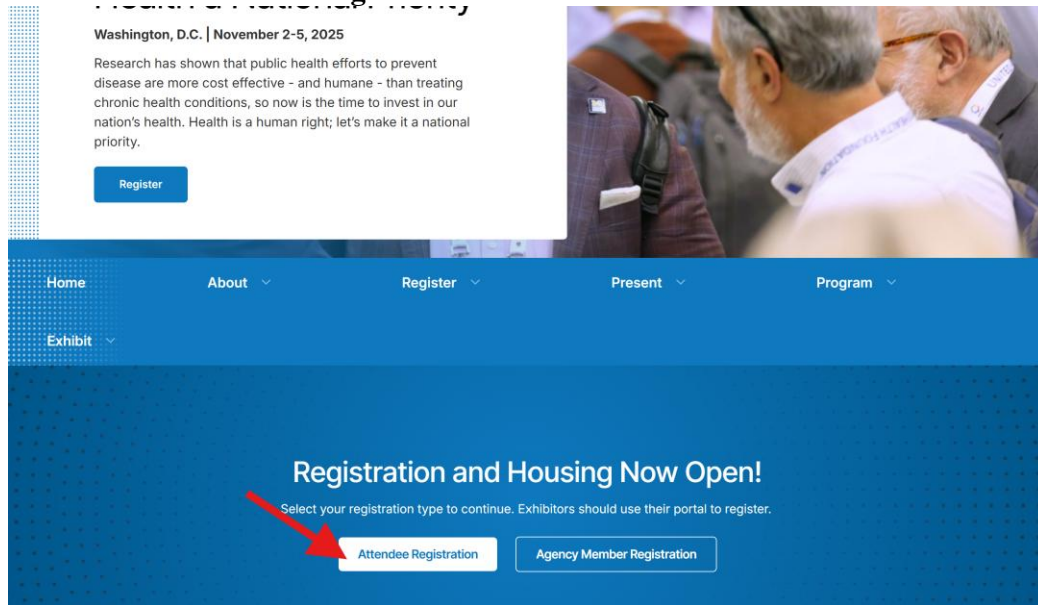 Washington, D.C. | November 2-5, 2025
Research has shown that public health efforts to prevent
disease are more cost effective - and humane - than treating
chronic health conditions, so now is the time to invest in our
nation's health. Health is a human right; let's make it a national
priority.
Register
Home About Register Present Program
Exhibit
Registration and Housing Now Open!
Select your registration type to continue. Exhibitors should use their portal to register.
Attendee Registration Agency Member Registration